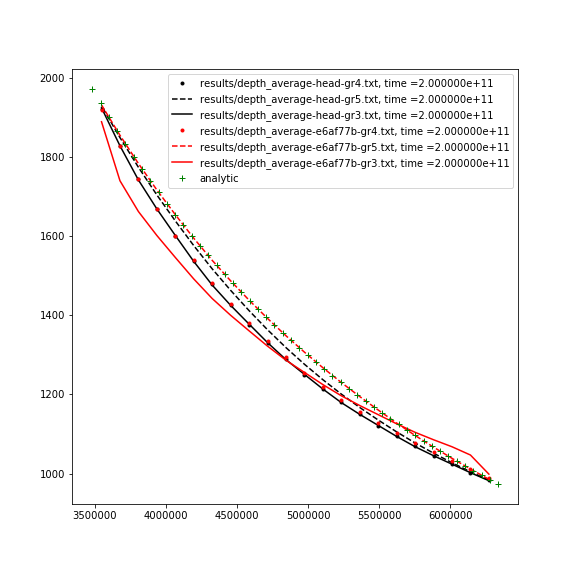 2000
1800
1600
1400
1200
1000
results/depth_average-head-gr4.txt, time =2.000000e+11
results/depth_average-head-gr5.txt, time =2.000000e+11
results/depth_average-head-gr3.txt, time =2.000000e+11
results/depth_average-e6af77b-gr4.txt, time =2.000000e+11
results/depth_average-e6af77b-gr5.txt, time =2.000000e+11
results/depth_average-e6af77b-gr3.txt, time =2.000000e+11
analytic
3500000 4000000 4500000 5000000 5500000 6000000